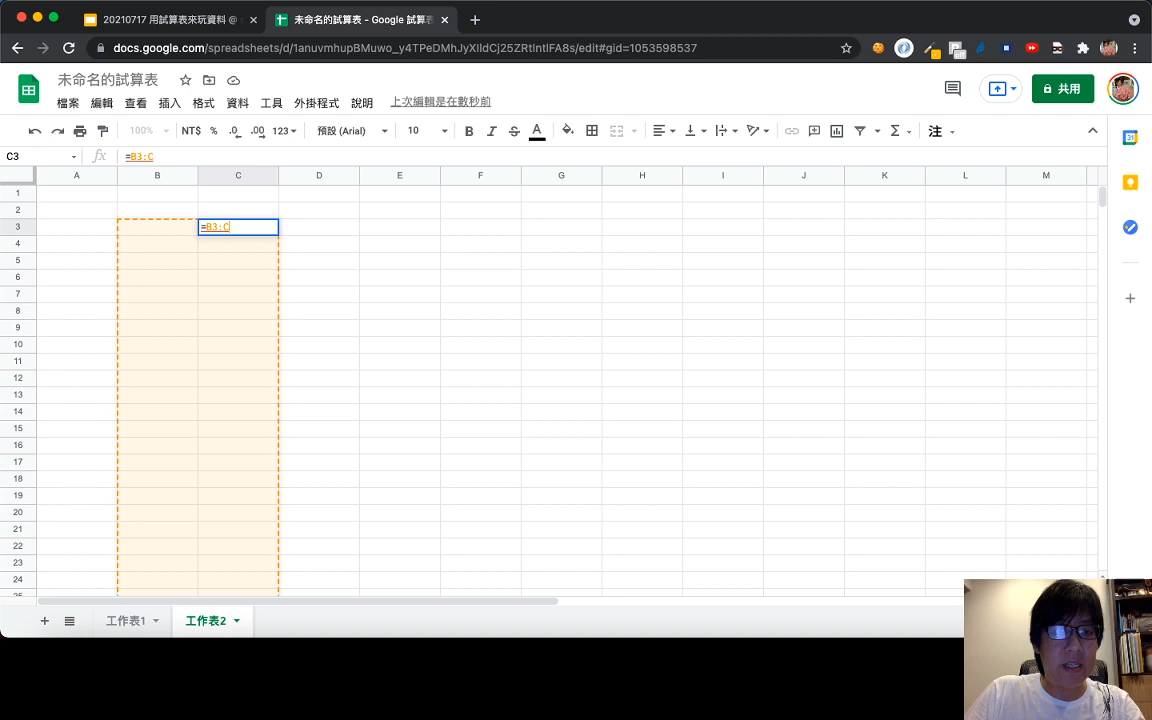 20210717 用試算表來玩資料 @
未命名的試算表 - Google 試算表
docs.google.com/spreadsheets/d/1anuvmhupBMuwo_y4TPeDMhJyXIldCj25ZRtIntlFA8s/edit#gid=1053598537
未命名的試算表
檔案 編輯 查看 插入 格式 資料 工具 外掛程式 說明 上次編輯是在數秒前
共用
100% NT$ % .0 .00 123 預設 (Arial) 10 B I S A Σ 注
31
C3 fx =B3:C
A B C D E F G H I J K L M
1
2
3 =B3:C
4
5
6
7
8
9
10
11
12
13
14
15
16
17
18
19
20
21
22
23
24
25
工作表1 工作表2